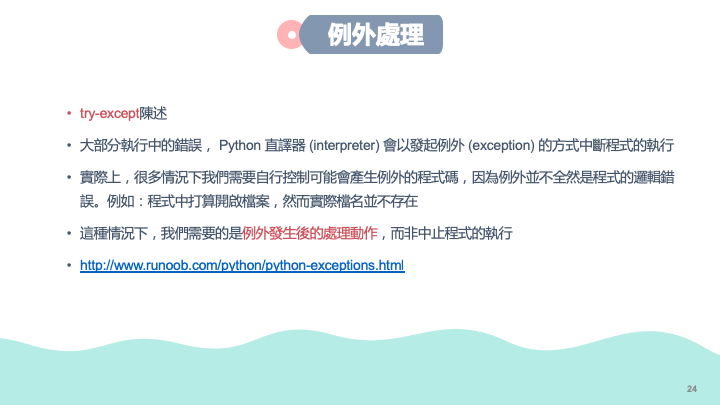 例外處理
• try-except陳述
• 大部分執行中的錯誤， Python 直譯器 (interpreter) 會以發起例外 (exception) 的方式中斷程式的執行
• 實際上，很多情況下我們需要自行控制可能會產生例外的程式碼，因為例外並不全然是程式的邏輯錯
誤。例如：程式中打算開啟檔案，然而實際檔名並不存在
• 這種情況下，我們需要的是例外發生後的處理動作，而非中止程式的執行
• http://www.runoob.com/python/python-exceptions.html
24